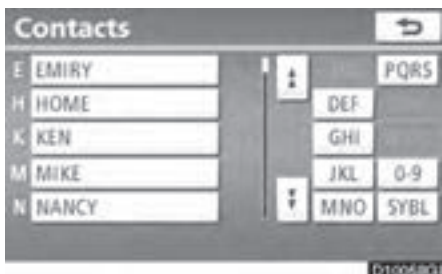 Contacts
E EMIRY PQRS
H HOME DEF
K KEN GHI
M MIKE JKL 0-9
N NANCY MNO SYBL